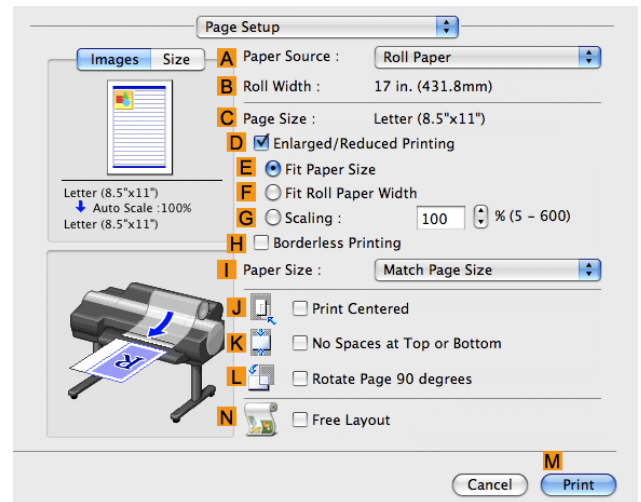 Page Setup
Images Size
A Paper Source : Roll Paper
B Roll Width : 17 in. (431.8mm)
C Page Size : Letter (8.5"x11")
D Enlarged/Reduced Printing
E Fit Paper Size
F Fit Roll Paper Width
G Scaling : 100 % (5 - 600)
H Borderless Printing
I Paper Size : Match Page Size
Letter (8.5"x11")
Auto Scale :100%
Letter (8.5"x11")
J Print Centered
K No Spaces at Top or Bottom
L Rotate Page 90 degrees
N Free Layout
R
M
Cancel Print